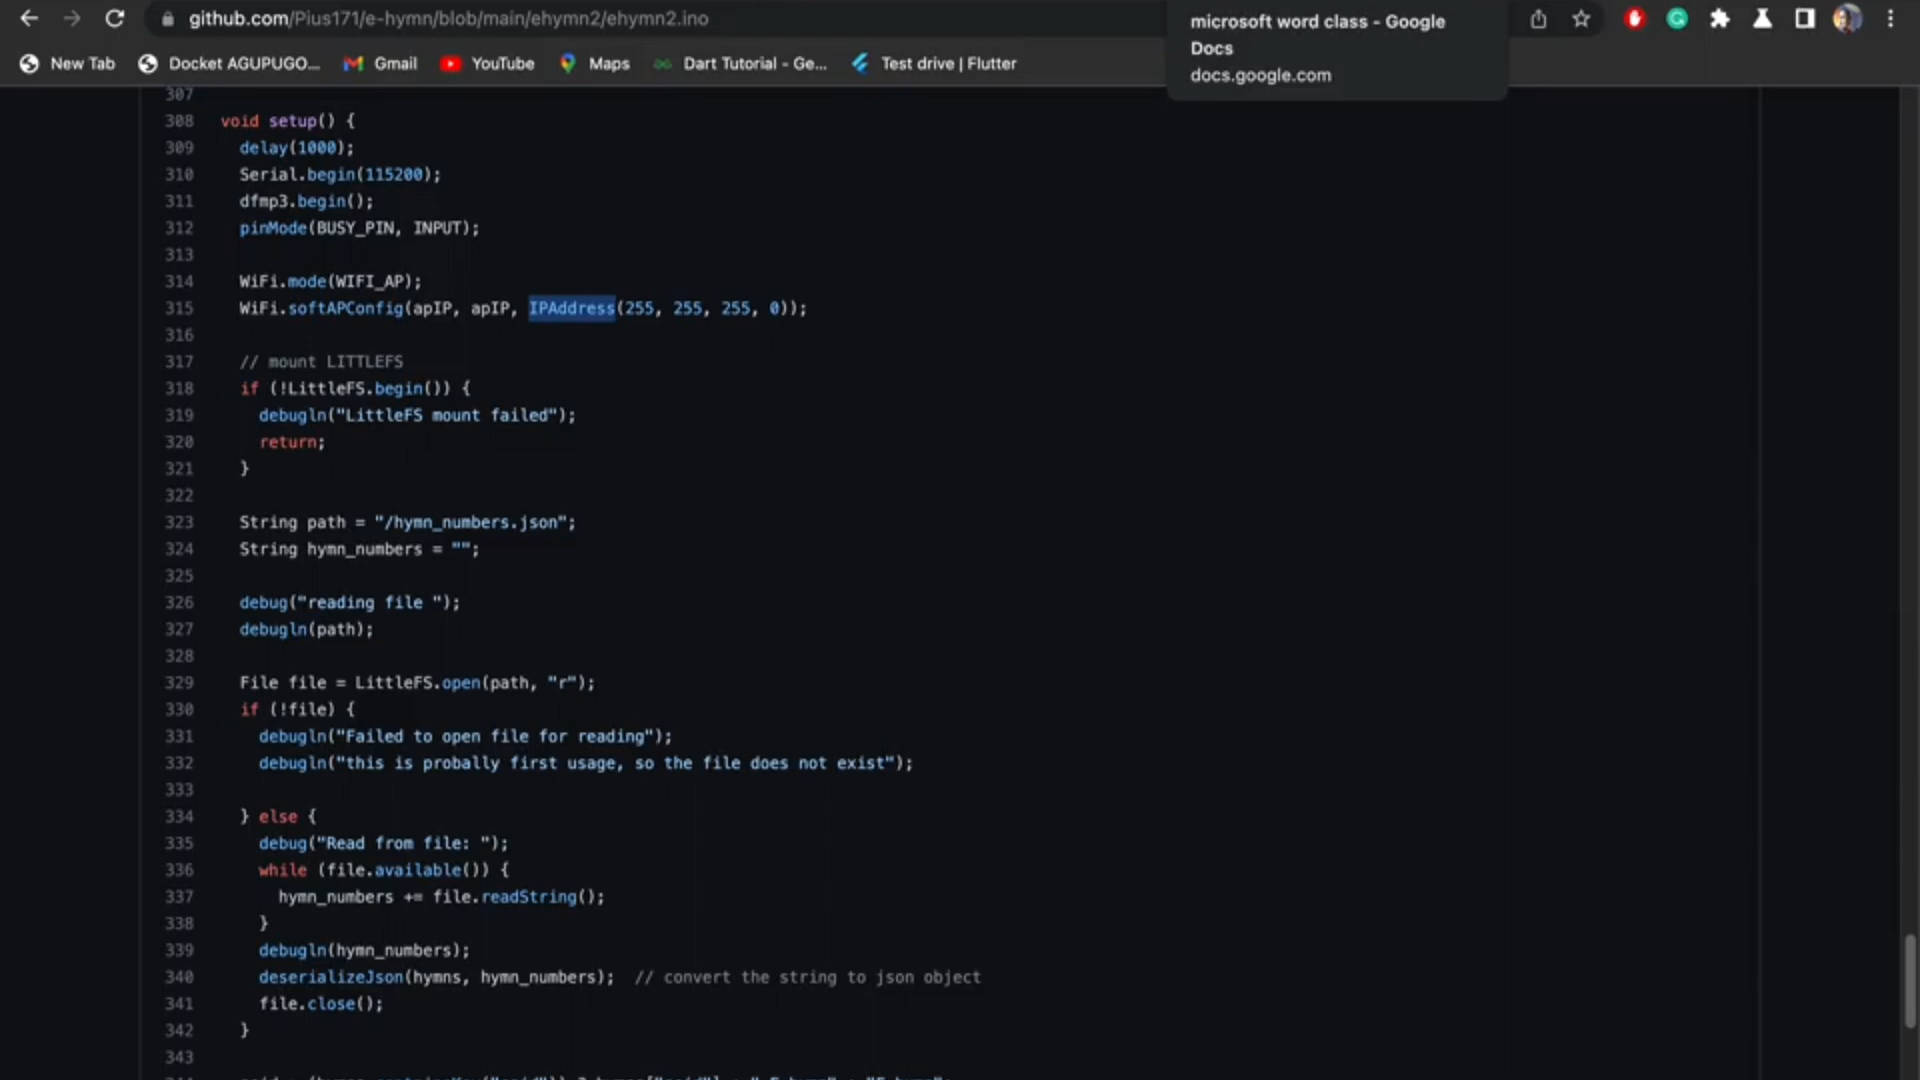 github.com/Pius171/e-hymn/blob/main/ehymn2/ehymn2.ino
microsoft word class - Google
Docs
docs.google.com
New Tab Docket AGUPUGO... Gmail YouTube Maps Dart Tutorial - Ge... Test drive | Flutter
307
308 void setup() {
309 delay(1000);
310 Serial.begin(115200);
311 dfmp3.begin();
312 pinMode(BUSY_PIN, INPUT);
313
314 WiFi.mode(WIFI_AP);
315 WiFi.softAPConfig(apIP, apIP, IPAddress(255, 255, 255, 0));
316
317 // mount LITTLEFS
318 if (!LittleFS.begin()) {
319 debugln("LittleFS mount failed");
320 return;
321 }
322
323 String path = "/hymn_numbers.json";
324 String hymn_numbers = "";
325
326 debug("reading file ");
327 debugln(path);
328
329 File file = LittleFS.open(path, "r");
330 if (!file) {
331 debugln("Failed to open file for reading");
332 debugln("this is probally first usage, so the file does not exist");
333
334 } else {
335 debug("Read from file: ");
336 while (file.available()) {
337 hymn_numbers += file.readString();
338 }
339 debugln(hymn_numbers);
340 deserializeJson(hymns, hymn_numbers); // convert the string to json object
341 file.close();
342 }
343